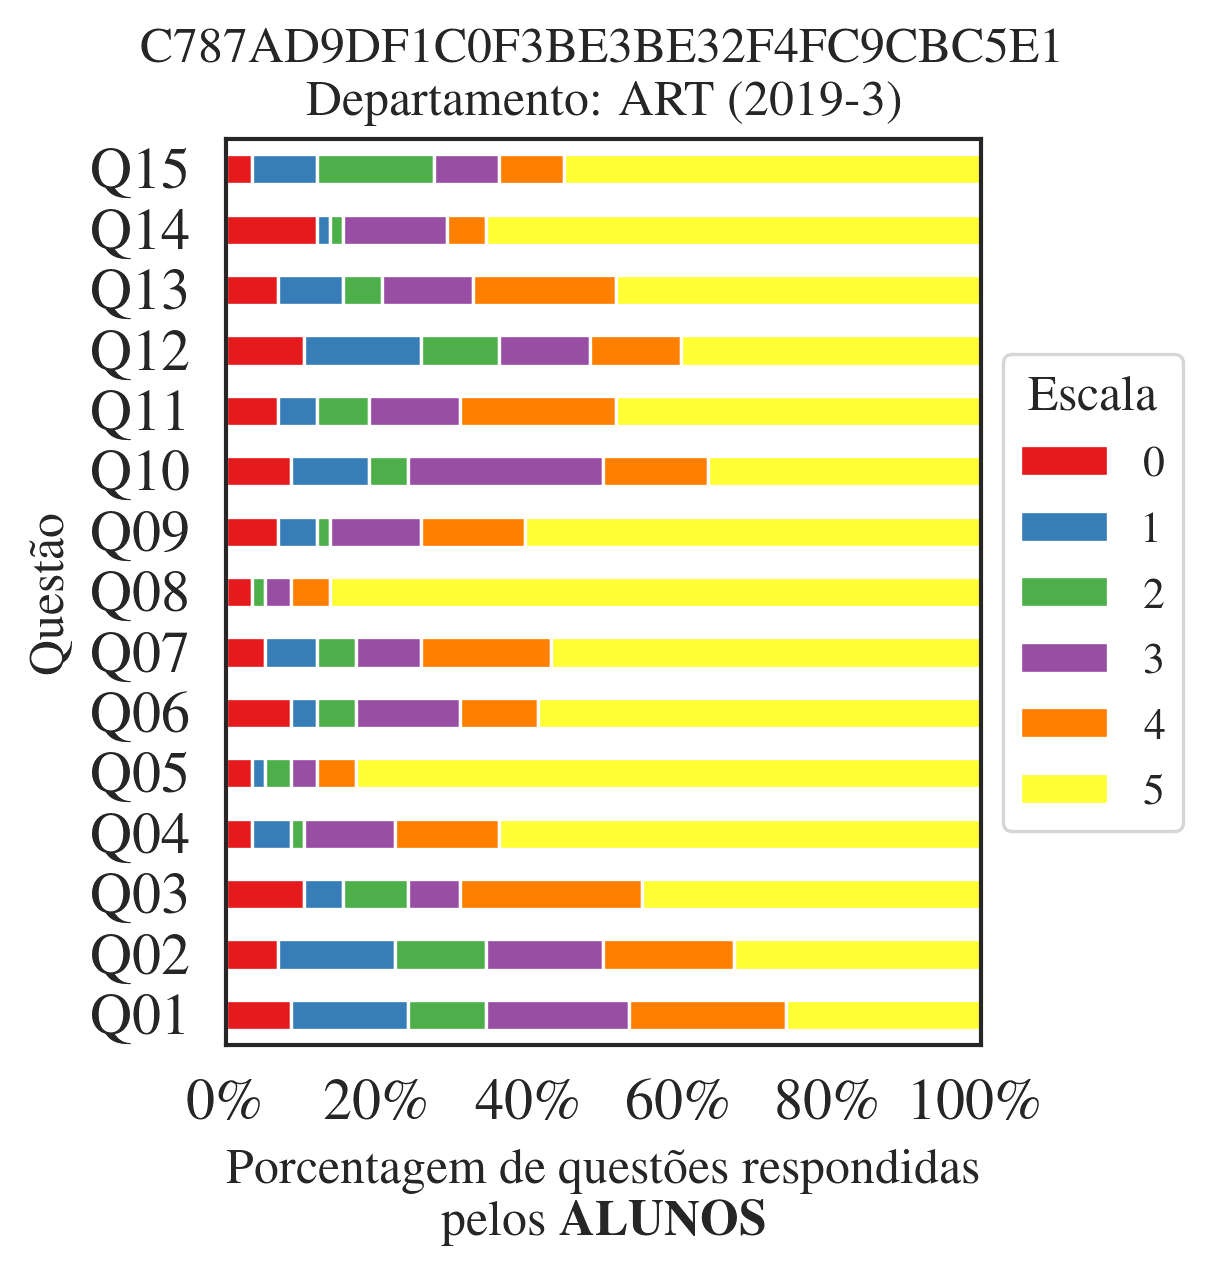 C787AD9DF1C0F3BE3BE32F4FC9CBC5E1
Departamento: ART (2019-3)
Questão
Q15
Q14
Q13
Q12
Q11
Q10
Q09
Q08
Q07
Q06
Q05
Q04
Q03
Q02
Q01
0% 20% 40% 60% 80% 100%
Porcentagem de questões respondidas
pelos ALUNOS
Escala
0
1
2
3
4
5